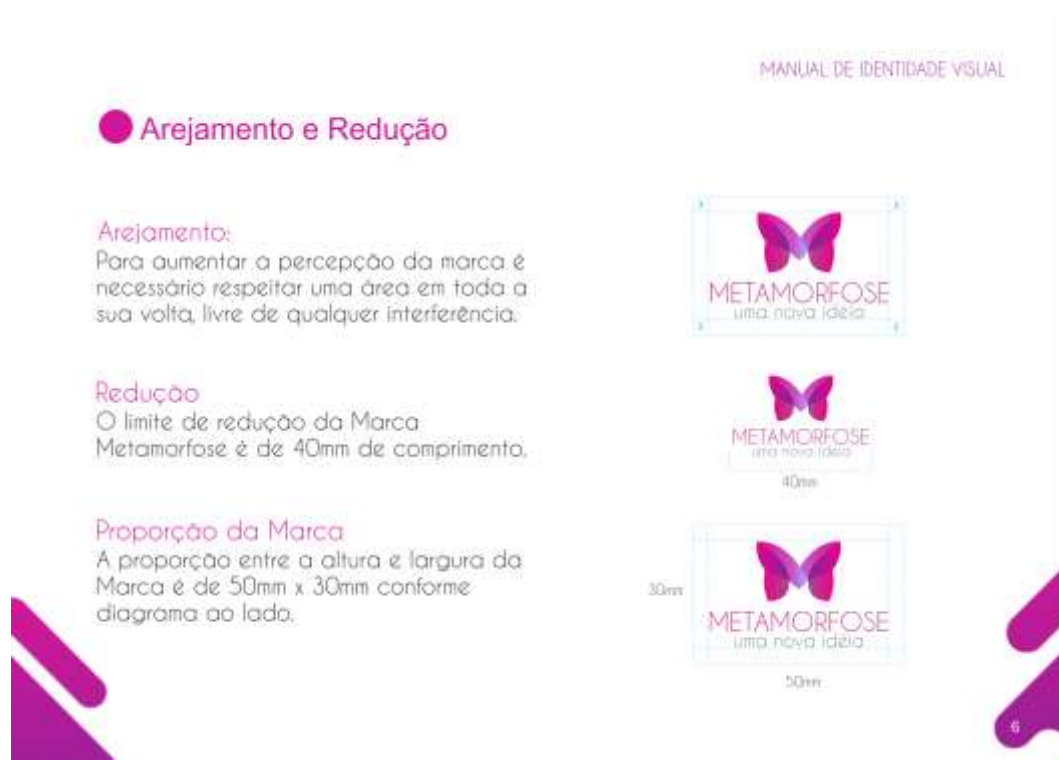 MANUAL DE IDENTIDADE VISUAL
Arejamento e Redução
Arejamento:
Para aumentar a percepção da marca é
necessário respeitar uma área em toda a
sua volta, livre de qualquer interferência.
METAMORFOSE
uma nova idéia
Redução
O limite de redução da Marca
Metamorfose é de 40mm de comprimento.
METAMORFOSE
uma nova idéia
40mm
Proporção da Marca
A proporção entre a altura e largura da
Marca é de 50mm x 30mm conforme
diagrama ao lado.
30mm
METAMORFOSE
uma nova idéia
50mm
6